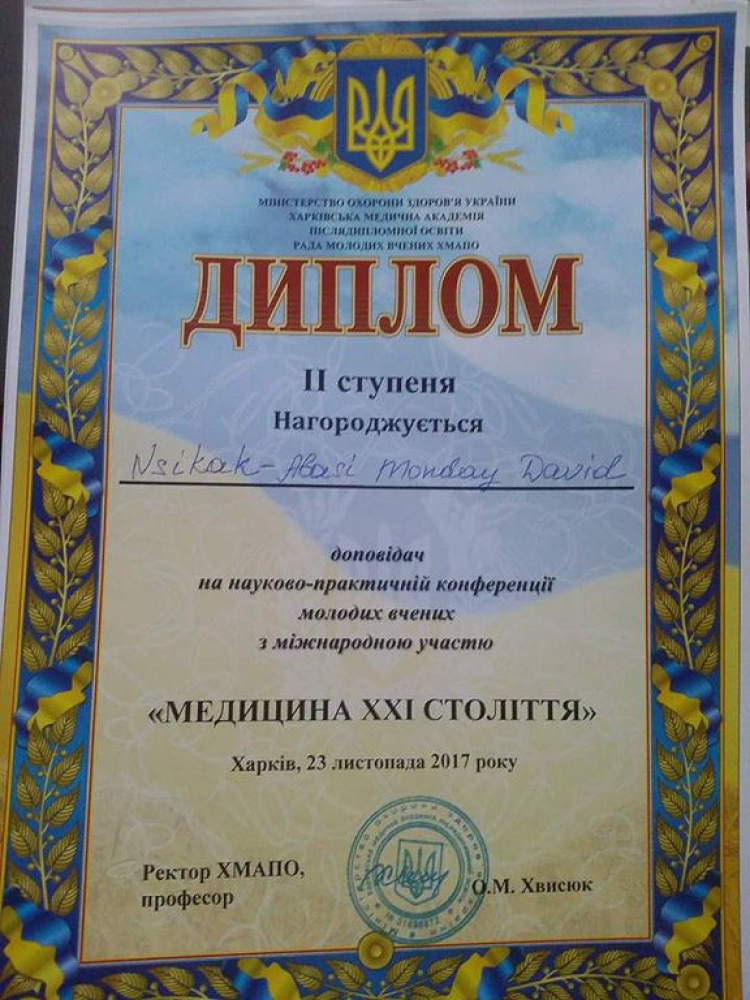 МІНІСТЕРСТВО ОХОРОНИ ЗДОРОВ'Я УКРАЇНИ
ХАРКІВСЬКА МЕДИЧНА АКАДЕМІЯ
ПІСЛЯДИПЛОМНОЇ ОСВІТИ
РАДА МОЛОДИХ ВЧЕНИХ ХМАПО
ДИПЛОМ
ІІ ступеня
Нагороджується
Nsikak-Abasi Monday David
доповідач
на науково-практичній конференції
молодих вчених
з міжнародною участю
«МЕДИЦИНА ХХІ СТОЛІТТЯ»
Харків, 23 листопада 2017 року
Ректор ХМАПО,
професор
О.М. Хвисюк